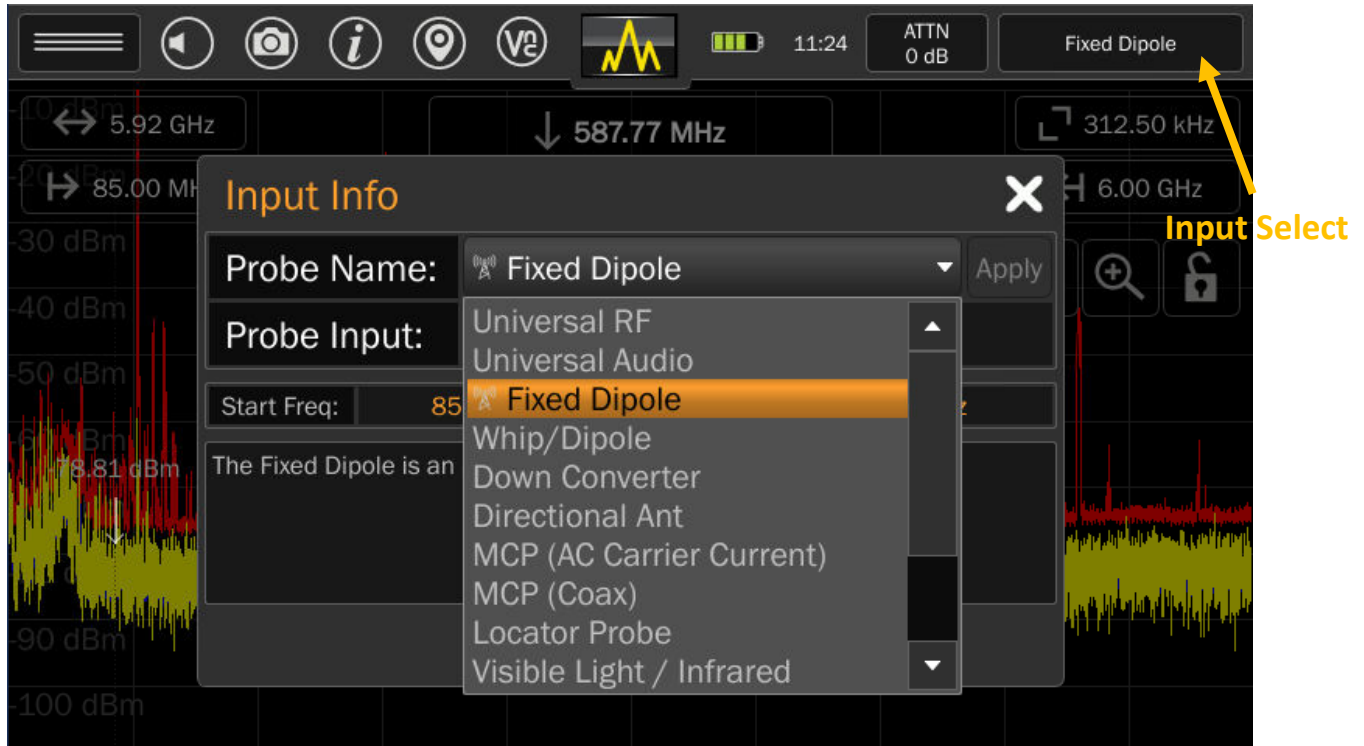 11:24
ATTN
0 dB
Fixed Dipole
-10 dBm
5.92 GHz
587.77 MHz
312.50 kHz
-20
85.00 MH
Input Info
6.00 GHz
Input Select
-30 dBm
Probe Name:
Fixed Dipole
Apply
-40 dBm
Probe Input:
Universal RF
Universal Audio
-50 dBm
Start Freq: 85
Fixed Dipole
Whip/Dipole
-78.81 dBm
The Fixed Dipole is an
Down Converter
Directional Ant
MCP (AC Carrier Current)
MCP (Coax)
Locator Probe
-90 dBm
Visible Light / Infrared
-100 dBm